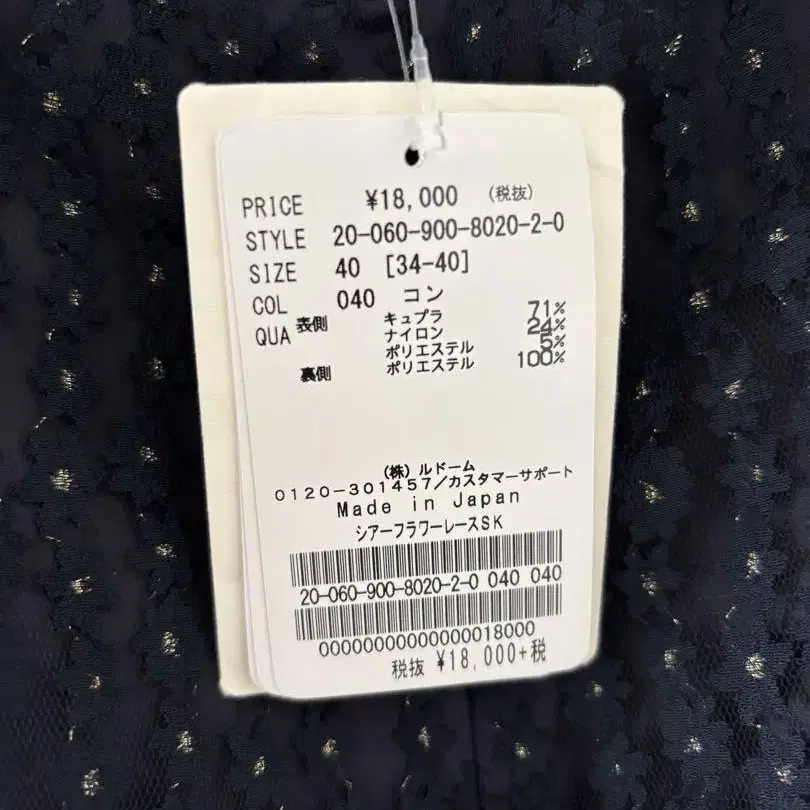 PRICE ¥18,000 (税抜)
STYLE 20-060-900-8020-2-0
SIZE 40 [34-40]
COL 040 コン
QUA 表側 キュプラ 71%
ナイロン 24%
ポリエステル 5%
裏側 ポリエステル 100%
(株) ルドーム
0120-301457/カスタマーサポート
Made in Japan
シアーフラワーレースSK
20-060-900-8020-2-0 040 040
00000000000000018000
税抜 ¥18,000+税